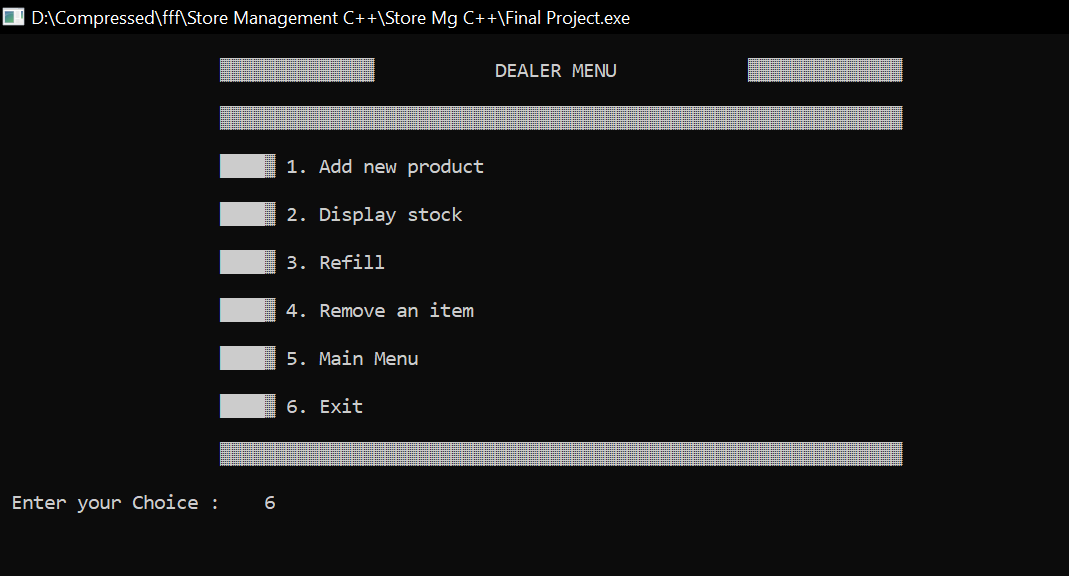 D:\Compressed\fff\Store Management C++\Store Mg C++\Final Project.exe
DEALER MENU
1. Add new product
2. Display stock
3. Refill
4. Remove an item
5. Main Menu
6. Exit
Enter your Choice :    6